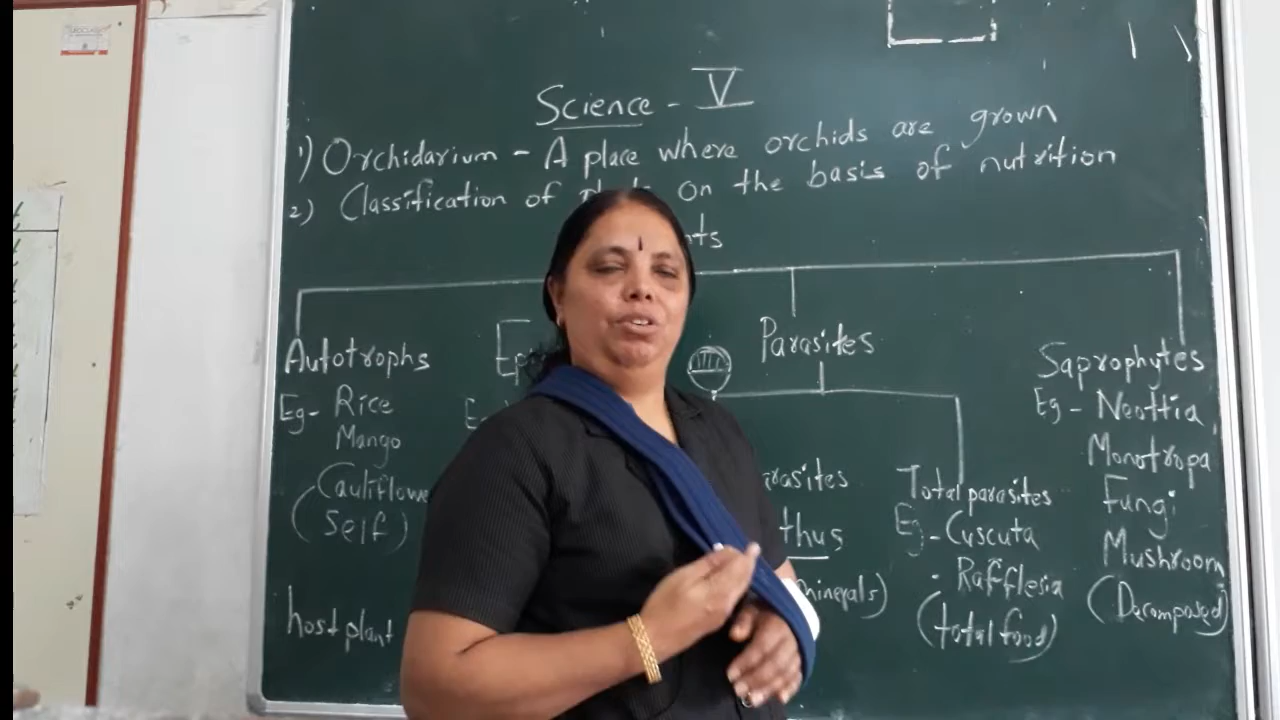 Science - V
1) Orchidarium - A place where orchids are grown
2) Classification of on the basis of nutrition
Autotrophs
Eg - Rice
Mango
(Cauliflowe
(Self)
host plant
Parasites
arasites
thus
minerals)
Total parasites
Eg - Cuscuta
Rafflesia
(total food)
Saprophytes
Eg - Neottia
Monotropa
Fungi
Mushroom
(Decomposed)